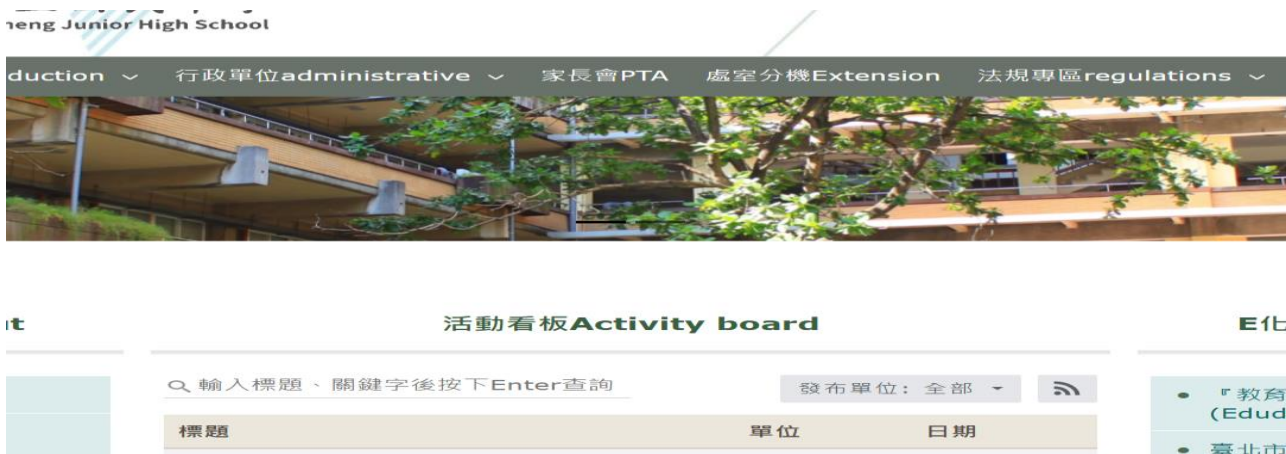 heng Junior High School
duction 行政單位administrative 家長會PTA 處室分機Extension 法規專區regulations
活動看板Activity board
輸入標題、關鍵字後按下Enter查詢
發布單位: 全部
標題 單位 日期
E化
『教育
(Edud
臺北市